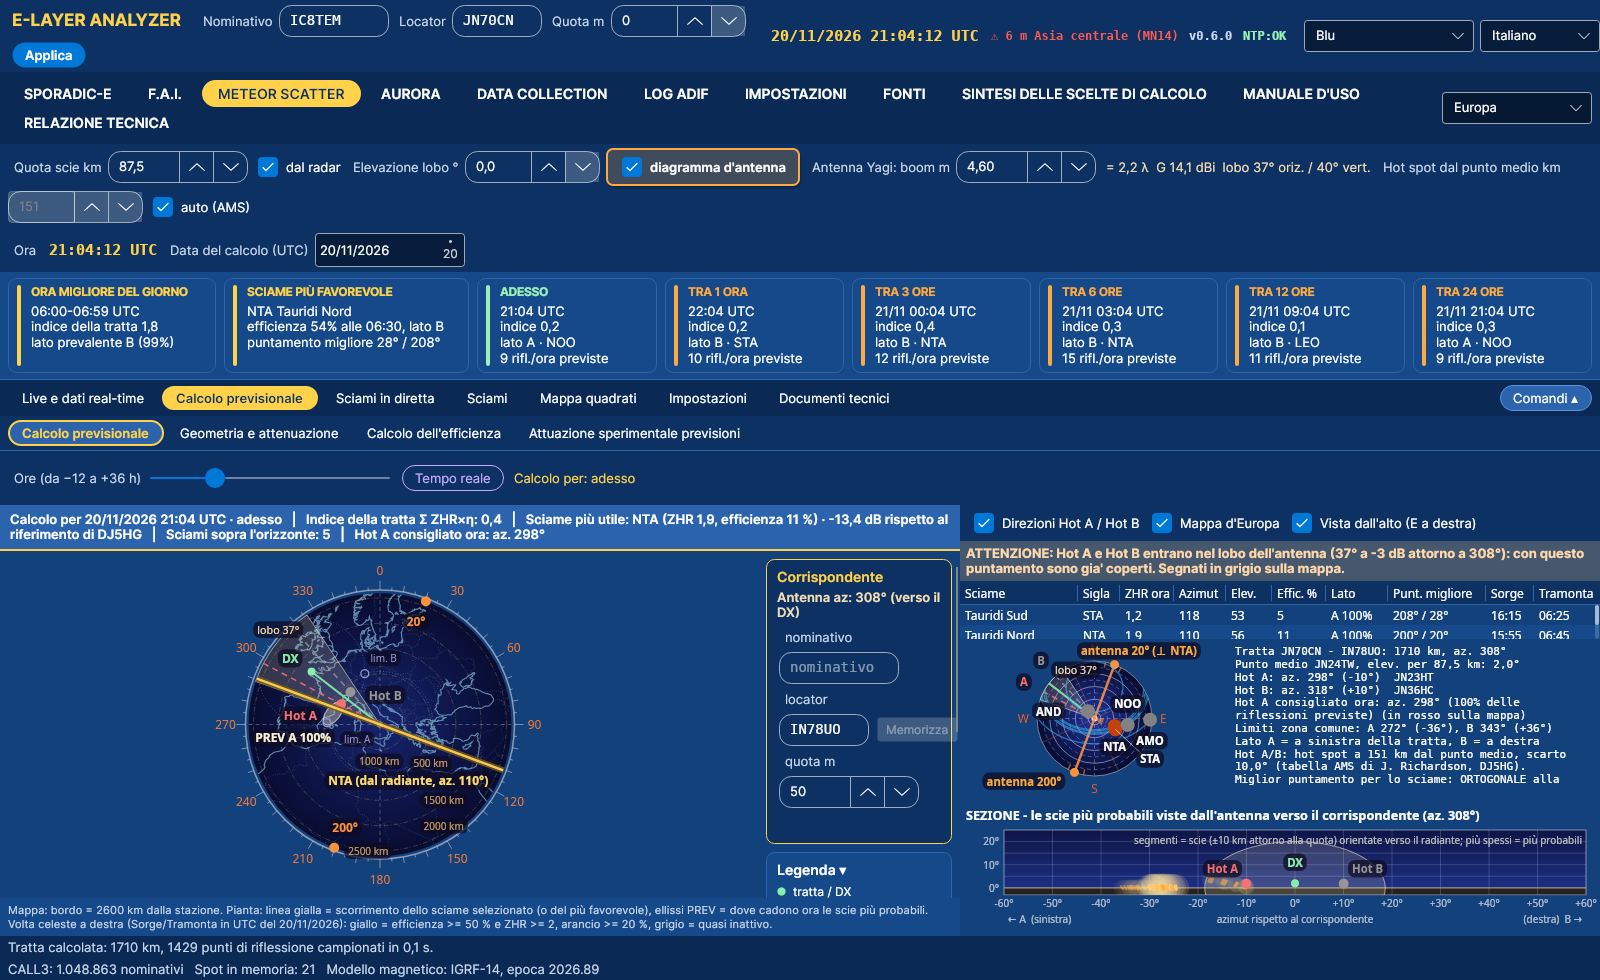 E-LAYER ANALYZER
Nominativo IC8TEM Locator JN70CN Quota m 0
20/11/2026 21:04:12 UTC ⚠ 6 m Asia centrale (MN14) v0.6.0 NTP:OK Blu Italiano
Applica
SPORADIC-E F.A.I. METEOR SCATTER AURORA DATA COLLECTION LOG ADIF IMPOSTAZIONI FONTI SINTESI DELLE SCELTE DI CALCOLO MANUALE D'USO
RELAZIONE TECNICA
Europa
Quota scie km 87,5 dal radar Elevazione lobo ° 0,0 diagramma d'antenna Antenna Yagi: boom m 4,60 = 2,2 λ G 14,1 dBi lobo 37° oriz. / 40° vert. Hot spot dal punto medio km
151 auto (AMS)
Ora 21:04:12 UTC Data del calcolo (UTC) 20/11/2026 20
ORA MIGLIORE DEL GIORNO
06:00-06:59 UTC
indice della tratta 1,8
lato prevalente B (99%)
SCIAME PIÙ FAVOREVOLE
NTA Tauridi Nord
efficienza 54% alle 06:30, lato B
puntamento migliore 28° / 208°
ADESSO
21:04 UTC
indice 0,2
lato A · NOO
9 rifl./ora previste
TRA 1 ORA
22:04 UTC
indice 0,2
lato B · STA
10 rifl./ora previste
TRA 3 ORE
21/11 00:04 UTC
indice 0,4
lato B · NTA
12 rifl./ora previste
TRA 6 ORE
21/11 03:04 UTC
indice 0,3
lato B · NTA
15 rifl./ora previste
TRA 12 ORE
21/11 09:04 UTC
indice 0,1
lato B · LEO
11 rifl./ora previste
TRA 24 ORE
21/11 21:04 UTC
indice 0,3
lato A · NOO
9 rifl./ora previste
Live e dati real-time Calcolo previsionale Sciami in diretta Sciami Mappa quadrati Impostazioni Documenti tecnici Comandi ▴
Calcolo previsionale Geometria e attenuazione Calcolo dell'efficienza Attuazione sperimentale previsioni
Ore (da −12 a +36 h) Tempo reale Calcolo per: adesso
Calcolo per 20/11/2026 21:04 UTC · adesso | Indice della tratta Σ ZHR×η: 0,4 | Sciame più utile: NTA (ZHR 1,9, efficienza 11 %) · -13,4 dB rispetto al
riferimento di DJ5HG | Sciami sopra l'orizzonte: 5 | Hot A consigliato ora: az. 298°
0
330 30
20°
lobo 37°
300 60
DX
lim. B
Hot B
Hot A
270 90
PREV A 100%
lim. A
1000 km 500 km
NTA (dal radiante, az. 110°)
240 120
1500 km
200° 2000 km
2500 km
210 150
180
Corrispondente
Antenna az: 308° (verso il
DX)
nominativo
nominativo
locator
IN78UO Memorizza
quota m
50
Legenda ▾
tratta / DX
Mappa: bordo = 2600 km dalla stazione. Pianta: linea gialla = scorrimento dello sciame selezionato (o del più favorevole), ellissi PREV = dove cadono ora le scie più probabili.
Volta celeste a destra (Sorge/Tramonta in UTC del 20/11/2026): giallo = efficienza >= 50 % e ZHR >= 2, arancio >= 20 %, grigio = quasi inattivo.
Direzioni Hot A / Hot B Mappa d'Europa Vista dall'alto (E a destra)
ATTENZIONE: Hot A e Hot B entrano nel lobo dell'antenna (37° a -3 dB attorno a 308°): con questo
puntamento sono gia' coperti. Segnati in grigio sulla mappa.
Sciame Sigla ZHR ora Azimut Elev. Effic. % Lato Punt. migliore Sorge Tramonta
Tauridi Sud STA 1,2 118 53 5 A 100% 208° / 28° 16:15 06:25
Tauridi Nord NTA 1,9 110 56 11 A 100% 200° / 20° 15:55 06:45
antenna 20° (⊥ NTA)
B
lobo 37°
A
AND
NOO
W E
NTA AMO
STA
antenna 200°
S
Tratta JN70CN - IN78UO: 1710 km, az. 308°
Punto medio JN24TW, elev. per 87,5 km: 2,0°
Hot A: az. 298° (-10°) JN23HT
Hot B: az. 318° (+10°) JN36HC
Hot A consigliato ora: az. 298° (100% delle
riflessioni previste) (in rosso sulla mappa)
Limiti zona comune: A 272° (-36°), B 343° (+36°)
Lato A = a sinistra della tratta, B = a destra
Hot A/B: hot spot a 151 km dal punto medio, scarto
10,0° (tabella AMS di J. Richardson, DJ5HG).
Miglior puntamento per lo sciame: ORTOGONALE alla
SEZIONE - le scie più probabili viste dall'antenna verso il corrispondente (az. 308°)
segmenti = scie (±10 km attorno alla quota) orientate verso il radiante; più spessi = più probabili
20°
10°
0°
Hot A DX Hot B
-60° -50° -40° -30° -20° -10° 0° +10° +20° +30° +40° +50° +60°
← A (sinistra) azimut rispetto al corrispondente (destra) B →
Tratta calcolata: 1710 km, 1429 punti di riflessione campionati in 0,1 s.
CALL3: 1.048.863 nominativi Spot in memoria: 21 Modello magnetico: IGRF-14, epoca 2026.89